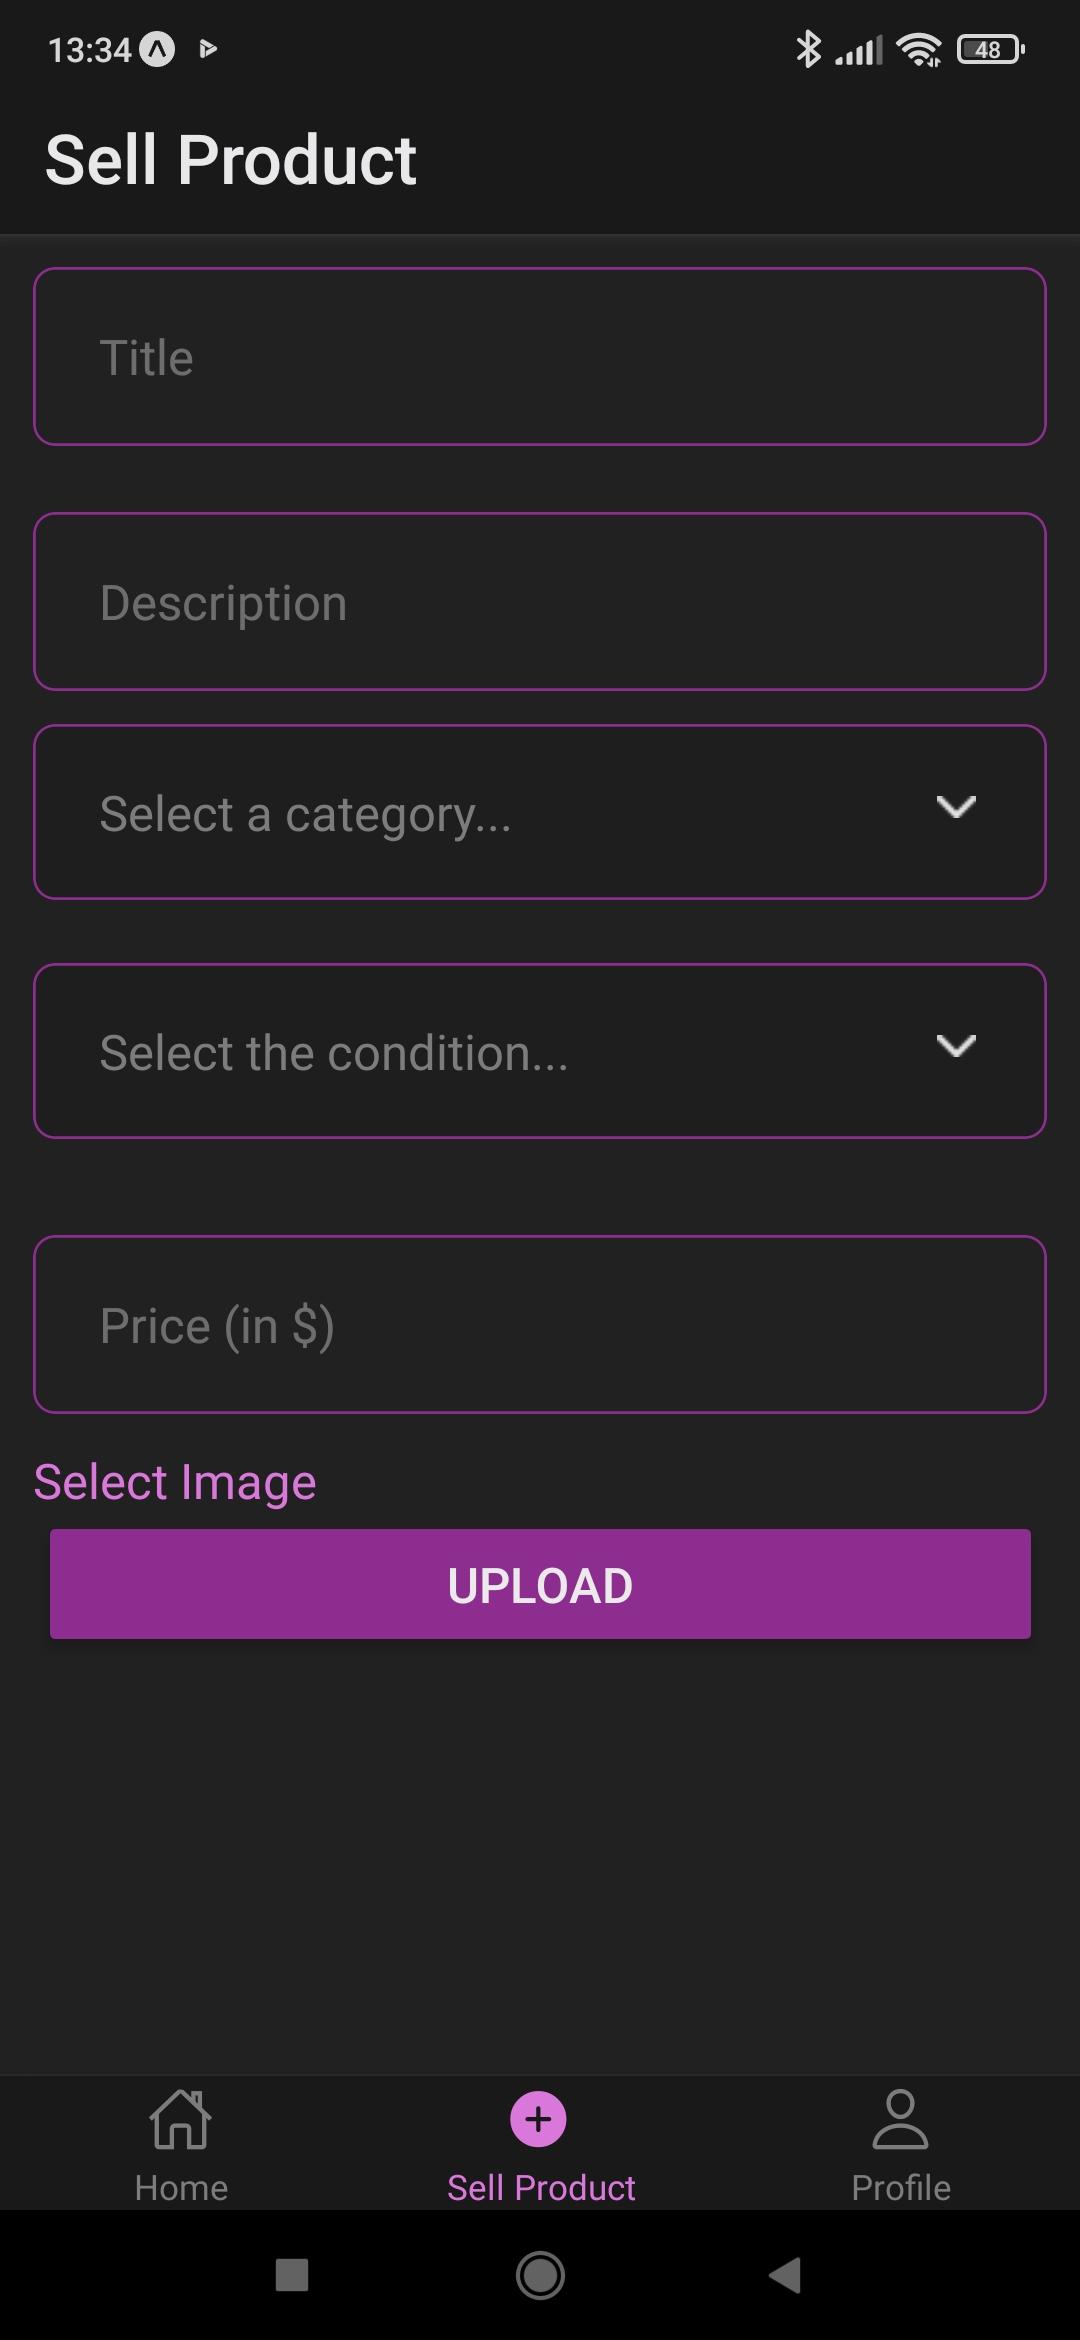 13:34
48
Sell Product
Title
Description
Select a category...
Select the condition...
Price (in $)
Select Image
UPLOAD
Home
Sell Product
Profile